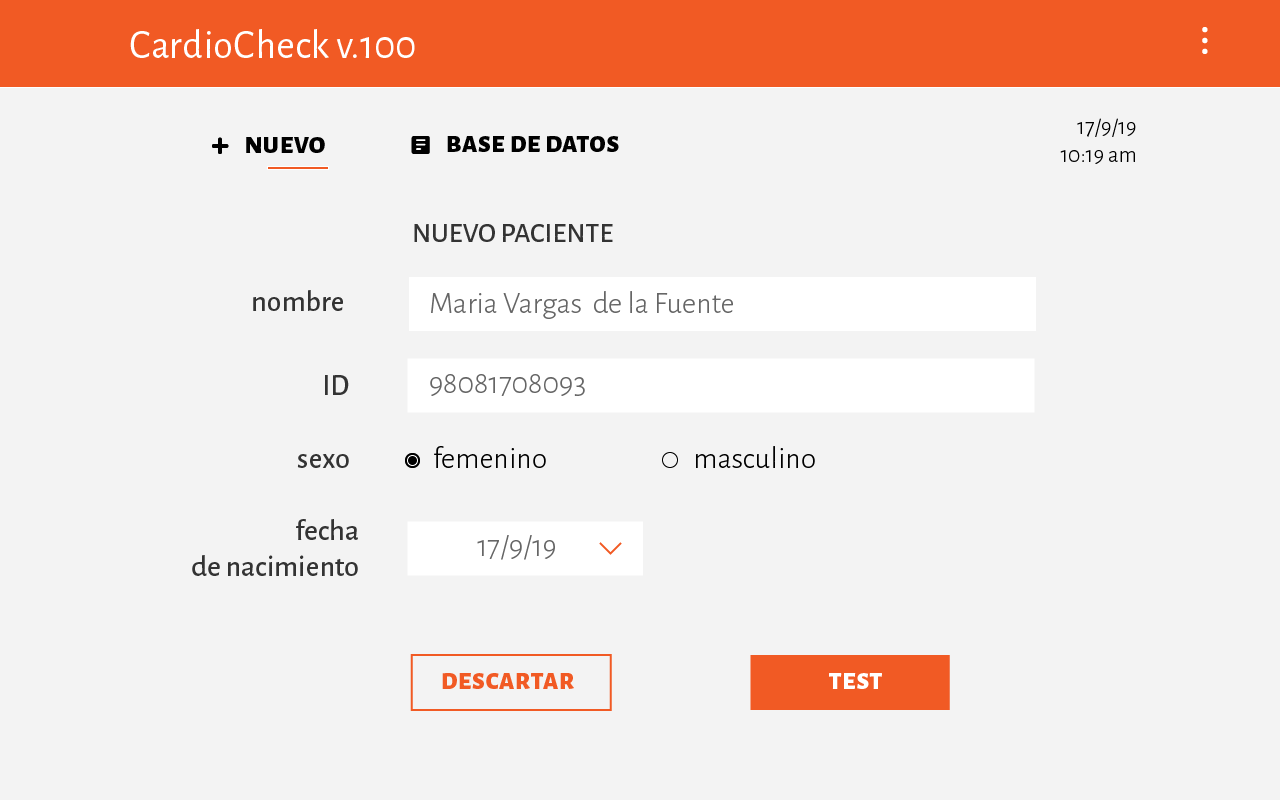 CardioCheck v.100
NUEVO
BASE DE DATOS
17/9/19
10:19 am
NUEVO PACIENTE
nombre
Maria Vargas de la Fuente
ID
98081708093
sexo
femenino
masculino
fecha
de nacimiento
17/9/19
DESCARTAR
TEST